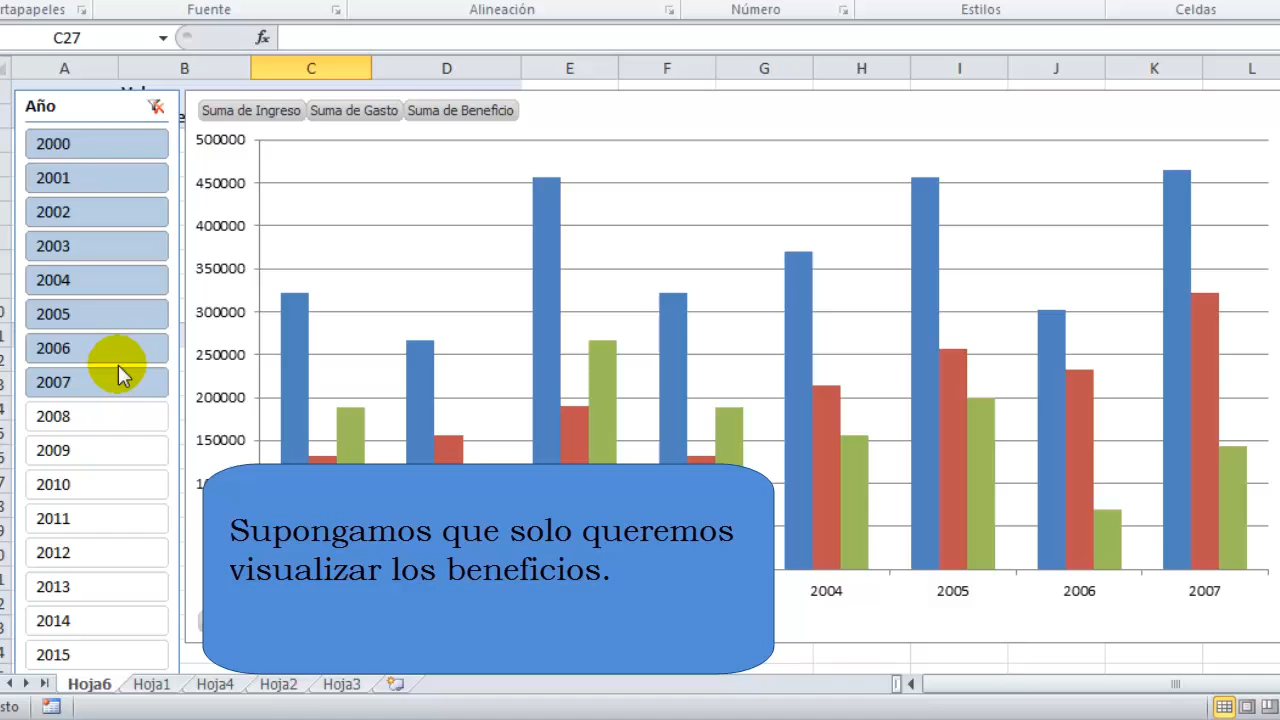 rtapapeles Fuente Alineación Número Estilos Celdas
C27 fx
A B C D E F G H I J K L
Año
2000
2001
2002
2003
2004
2005
2006
2007
2008
2009
2010
2011
2012
2013
2014
2015
Suma de Ingreso Suma de Gasto Suma de Beneficio
500000
450000
400000
350000
300000
250000
200000
150000
2004 2005 2006 2007
Supongamos que solo queremos
visualizar los beneficios.
Hoja6 Hoja1 Hoja4 Hoja2 Hoja3
sto